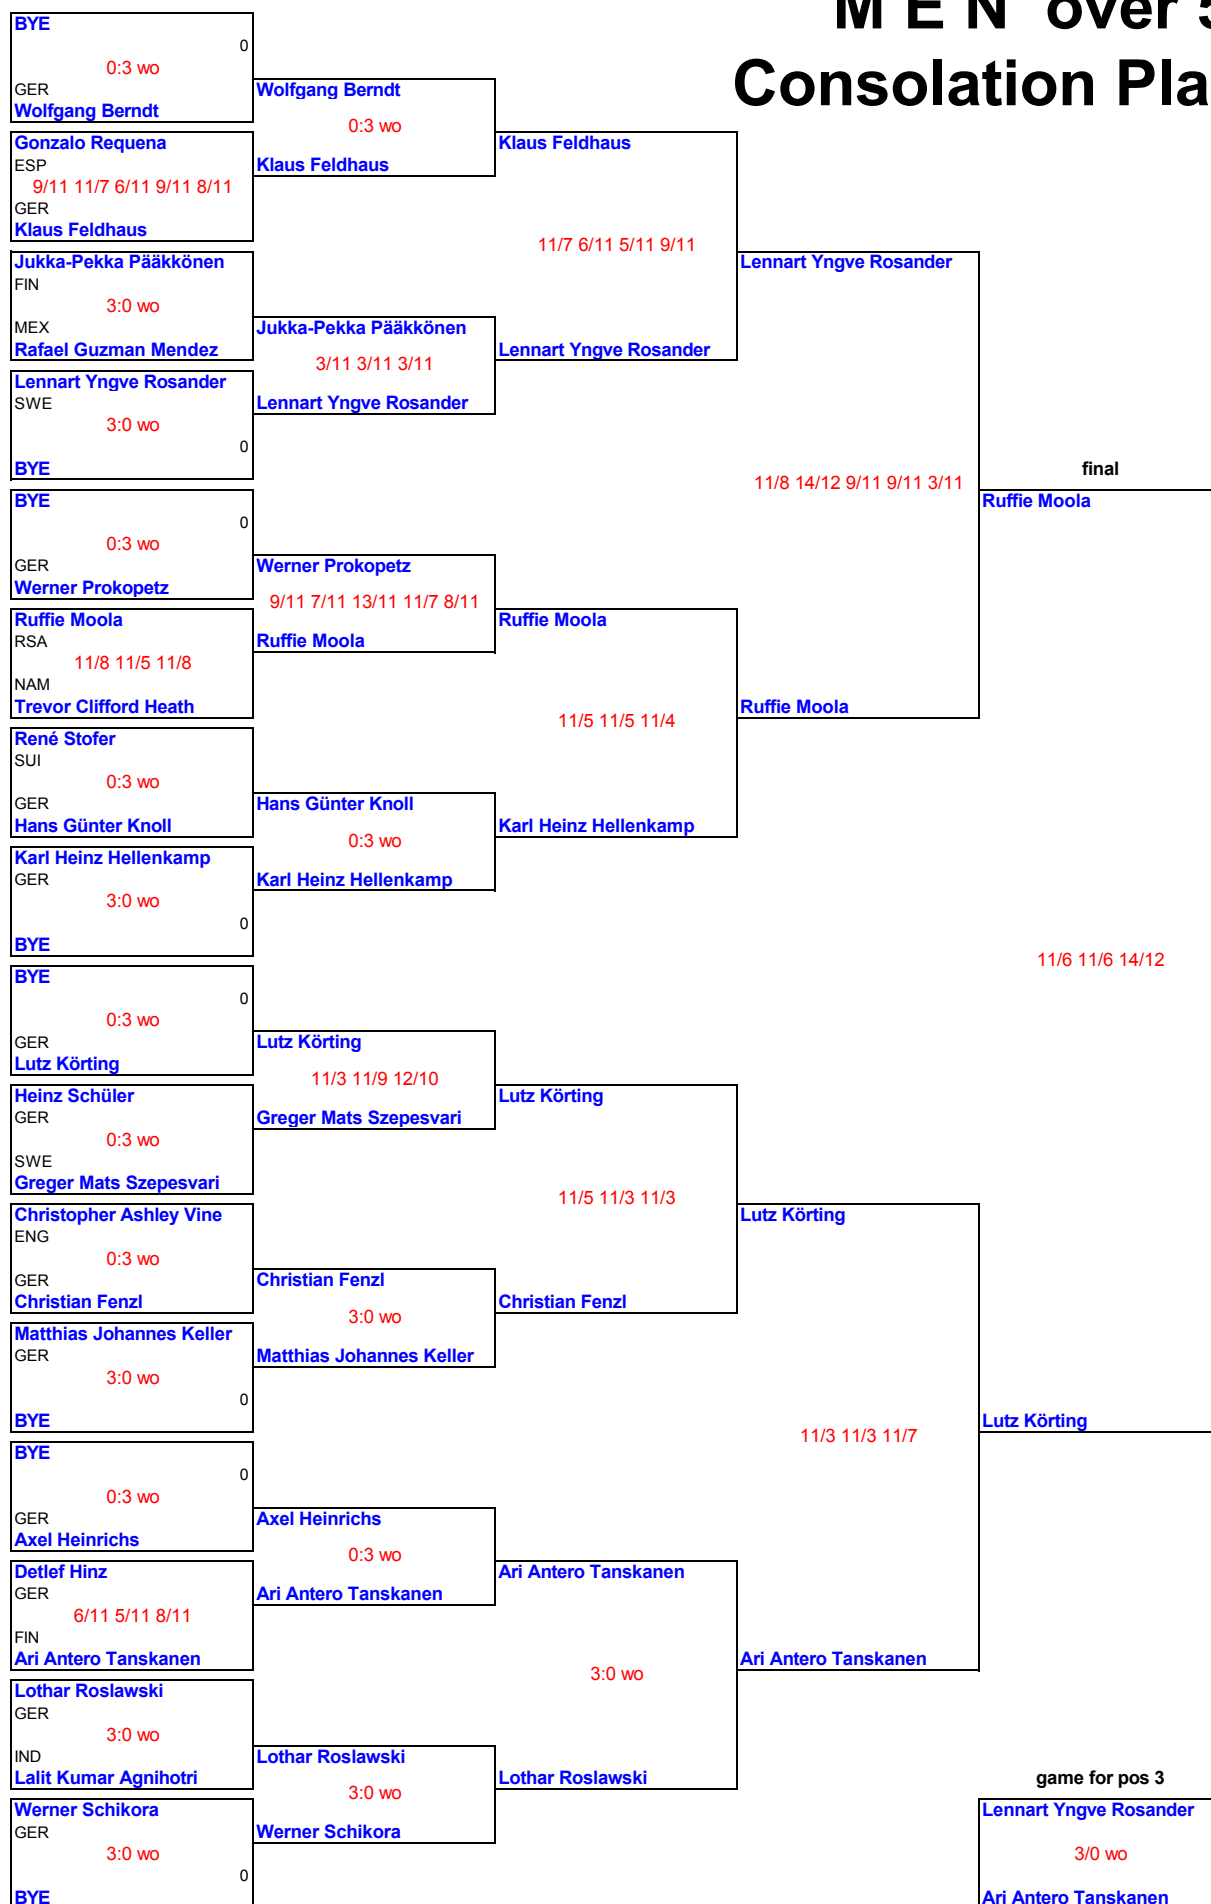 M E N over 5
Consolation Pla
BYE
0
0:3 wo
GER
Wolfgang Berndt
Gonzalo Requena
ESP
9/11 11/7 6/11 9/11 8/11
GER
Klaus Feldhaus
Jukka-Pekka Pääkkönen
FIN
3:0 wo
MEX
Rafael Guzman Mendez
Lennart Yngve Rosander
SWE
3:0 wo
0
BYE
BYE
0
0:3 wo
GER
Werner Prokopetz
Ruffie Moola
RSA
11/8 11/5 11/8
NAM
Trevor Clifford Heath
René Stofer
SUI
0:3 wo
GER
Hans Günter Knoll
Karl Heinz Hellenkamp
GER
3:0 wo
0
BYE
BYE
0
0:3 wo
GER
Lutz Körting
Heinz Schüler
GER
0:3 wo
SWE
Greger Mats Szepesvari
Christopher Ashley Vine
ENG
0:3 wo
GER
Christian Fenzl
Matthias Johannes Keller
GER
3:0 wo
0
BYE
BYE
0
0:3 wo
GER
Axel Heinrichs
Detlef Hinz
GER
6/11 5/11 8/11
FIN
Ari Antero Tanskanen
Lothar Roslawski
GER
3:0 wo
IND
Lalit Kumar Agnihotri
Werner Schikora
GER
3:0 wo
0
BYE
Wolfgang Berndt
0:3 wo
Klaus Feldhaus
Jukka-Pekka Pääkkönen
3/11 3/11 3/11
Lennart Yngve Rosander
Werner Prokopetz
9/11 7/11 13/11 11/7 8/11
Ruffie Moola
Hans Günter Knoll
0:3 wo
Karl Heinz Hellenkamp
Lutz Körting
11/3 11/9 12/10
Greger Mats Szepesvari
Christian Fenzl
3:0 wo
Matthias Johannes Keller
Axel Heinrichs
0:3 wo
Ari Antero Tanskanen
Lothar Roslawski
3:0 wo
Werner Schikora
Klaus Feldhaus
11/7 6/11 5/11 9/11
Lennart Yngve Rosander
Ruffie Moola
11/5 11/5 11/4
Karl Heinz Hellenkamp
Lutz Körting
11/5 11/3 11/3
Christian Fenzl
Ari Antero Tanskanen
3:0 wo
Lothar Roslawski
Lennart Yngve Rosander
11/8 14/12 9/11 9/11 3/11
Ruffie Moola
Lutz Körting
11/3 11/3 11/7
Ari Antero Tanskanen
final
Ruffie Moola
11/6 11/6 14/12
Lutz Körting
game for pos 3
Lennart Yngve Rosander
3/0 wo
Ari Antero Tanskanen